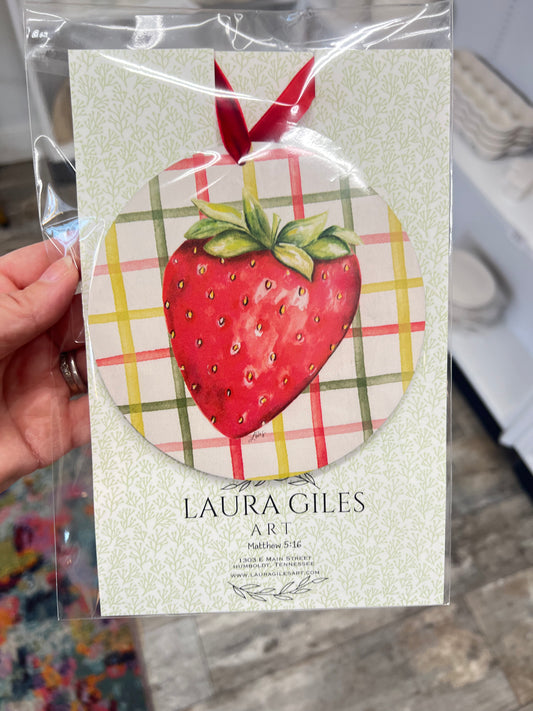 LAURA GILES
ART
Matthew 5:16
1303 E Main Street
Humboldt, Tennessee
www.lauragilesart.com